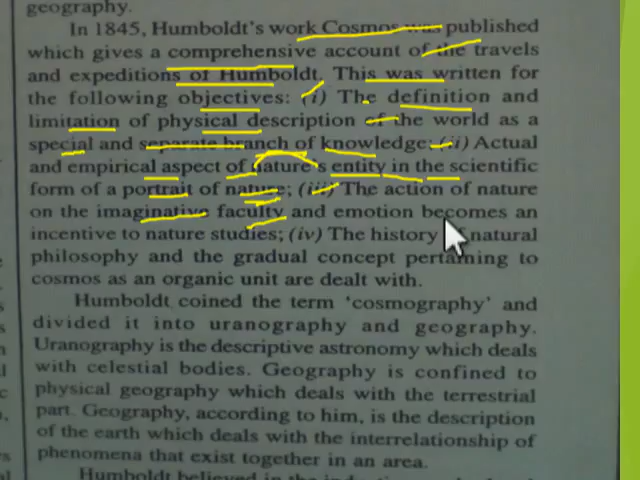 geography.
In 1845, Humboldt's work Cosmos was published
which gives a comprehensive account of the travels
and expeditions of Humboldt. This was written for
the following objectives: (i) The definition and
limitation of physical description of the world as a
special and separate branch of knowledge; (ii) Actual
and empirical aspect of nature's entity in the scientific
form of a portrait of nature; (iii) The action of nature
on the imaginative faculty and emotion becomes an
incentive to nature studies; (iv) The history of natural
philosophy and the gradual concept pertaining to
cosmos as an organic unit are dealt with.
Humboldt coined the term 'cosmography' and
divided it into uranography and geography.
Uranography is the descriptive astronomy which deals
with celestial bodies. Geography is confined to
physical geography which deals with the terrestrial
part. Geography, according to him, is the description
of the earth which deals with the interrelationship of
phenomena that exist together in an area.
Humboldt believed in the